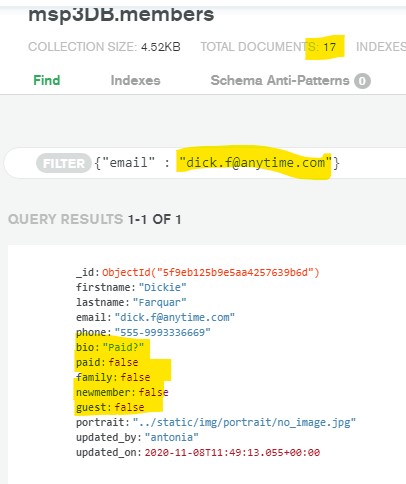 msp3DB.members
COLLECTION SIZE: 4.52KB TOTAL DOCUMENTS: 17 INDEXES
Find Indexes Schema Anti-Patterns 0
FILTER {"email" : "dick.f@anytime.com"}
QUERY RESULTS 1-1 OF 1
_id: ObjectId("5f9eb125b9e5aa4257639b6d")
firstname: "Dickie"
lastname: "Farquar"
email: "dick.f@anytime.com"
phone: "555-9993336669"
bio: "Paid?"
paid: false
family: false
newmember: false
guest: false
portrait: "../static/img/portrait/no_image.jpg"
updated_by: "antonia"
updated_on: 2020-11-08T11:49:13.055+00:00